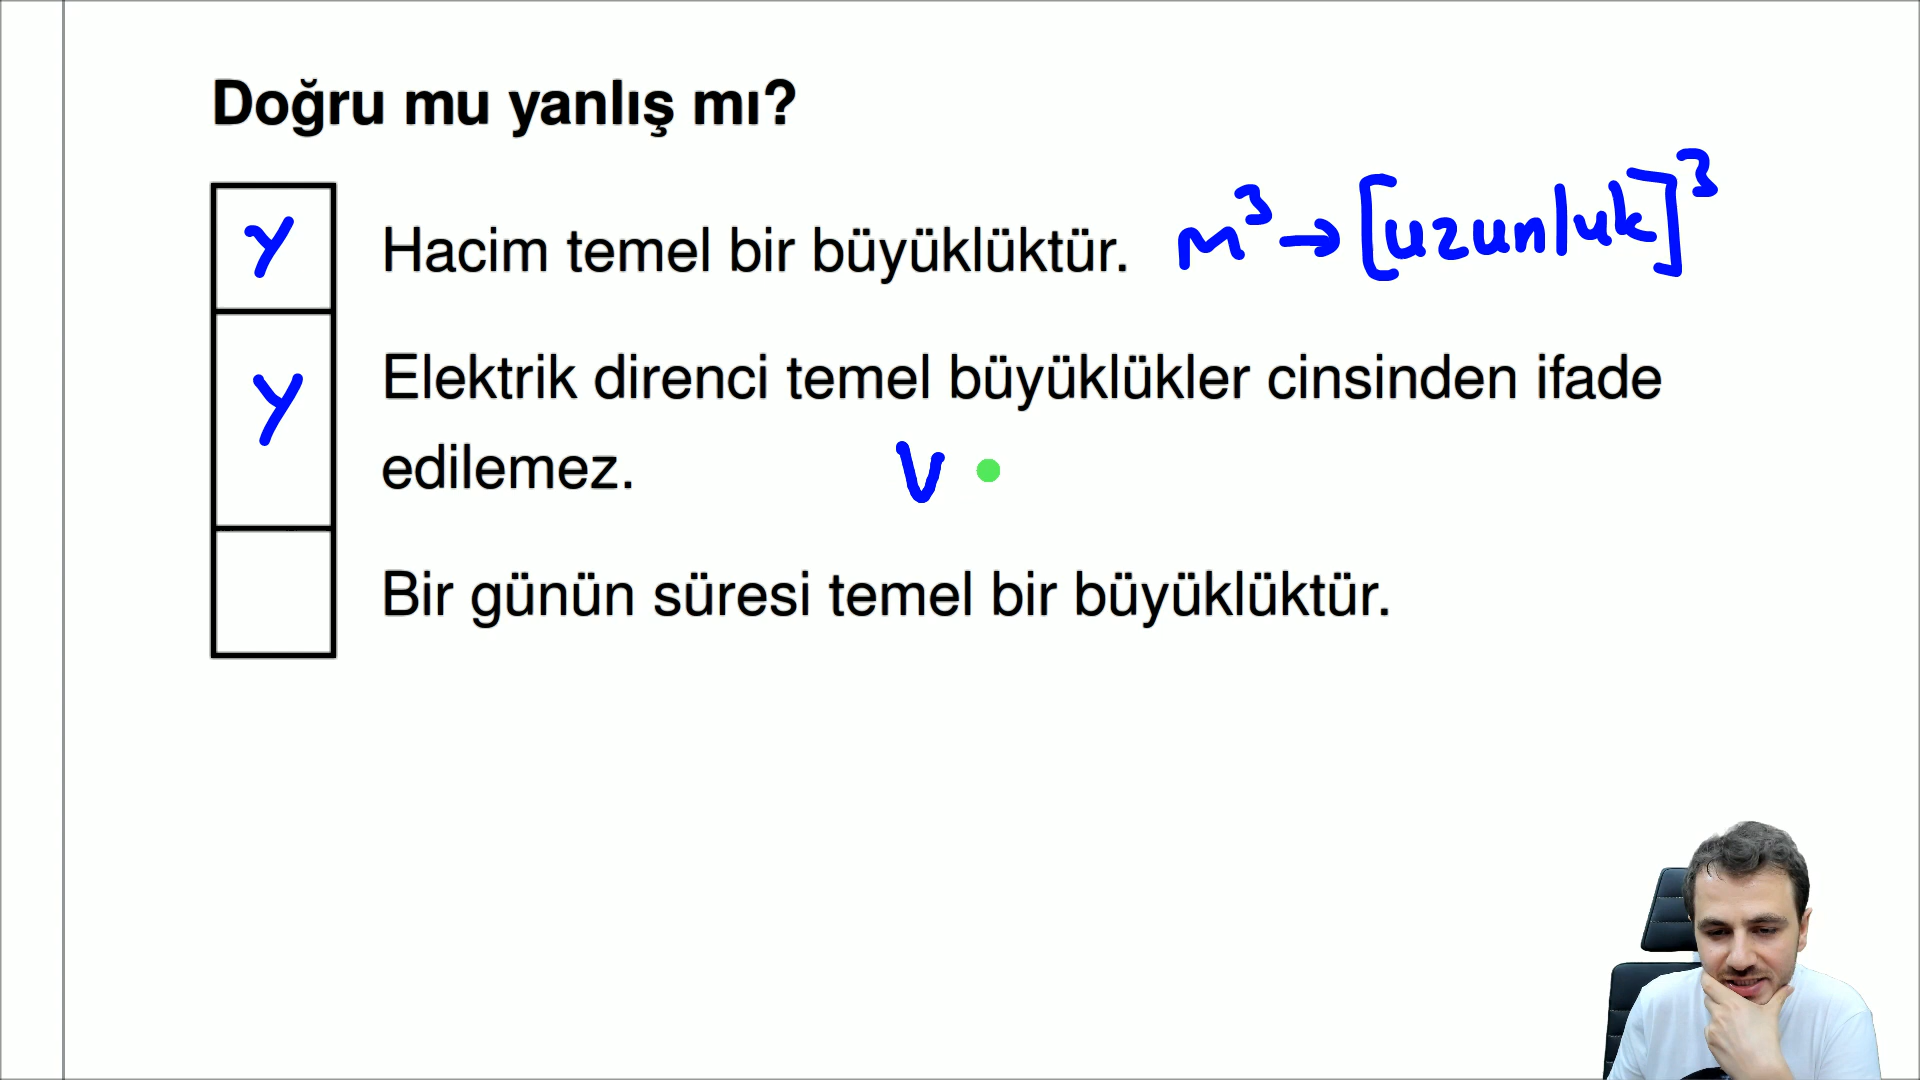 Doğru mu yanlış mı?
y Hacim temel bir büyüklüktür. m³→[uzunluk]³
y Elektrik direnci temel büyüklükler cinsinden ifade
edilemez. V
Bir günün süresi temel bir büyüklüktür.